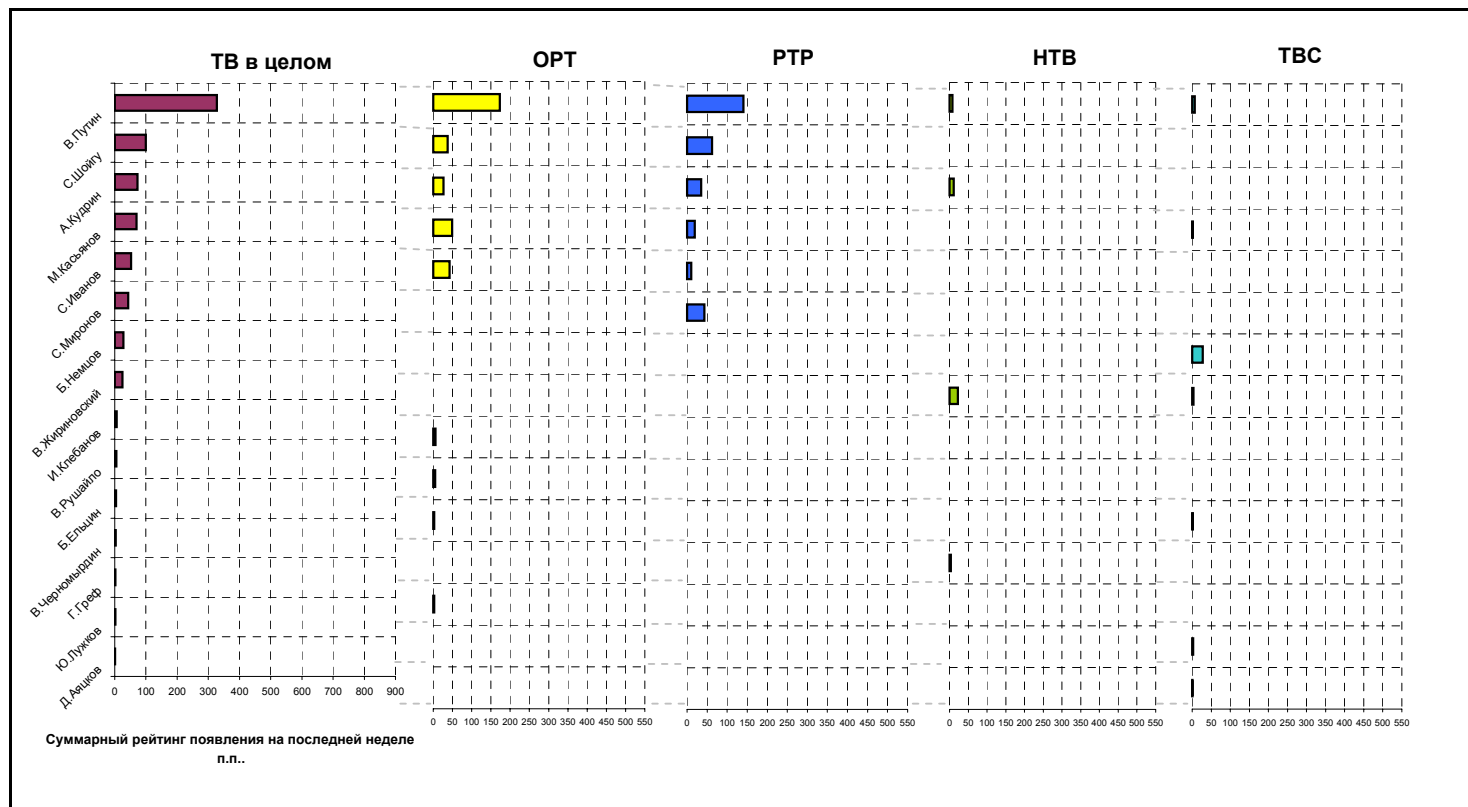 ТВ в целом
ОРТ
РТР
НТВ
ТВС
В.Путин
С.Шойгу
А.Кудрин
М.Касьянов
С.Иванов
С.Миронов
Б.Немцов
В.Жириновский
И.Клебанов
В.Рушайло
Б.Ельцин
В.Черномырдин
Г.Греф
Ю.Лужков
Д.Аяцков
0 100 200 300 400 500 600 700 800 900
0 50 100 150 200 250 300 350 400 450 500 550
0 50 100 150 200 250 300 350 400 450 500 550
0 50 100 150 200 250 300 350 400 450 500 550
0 50 100 150 200 250 300 350 400 450 500 550
Суммарный рейтинг появления на последней неделе
п.п..